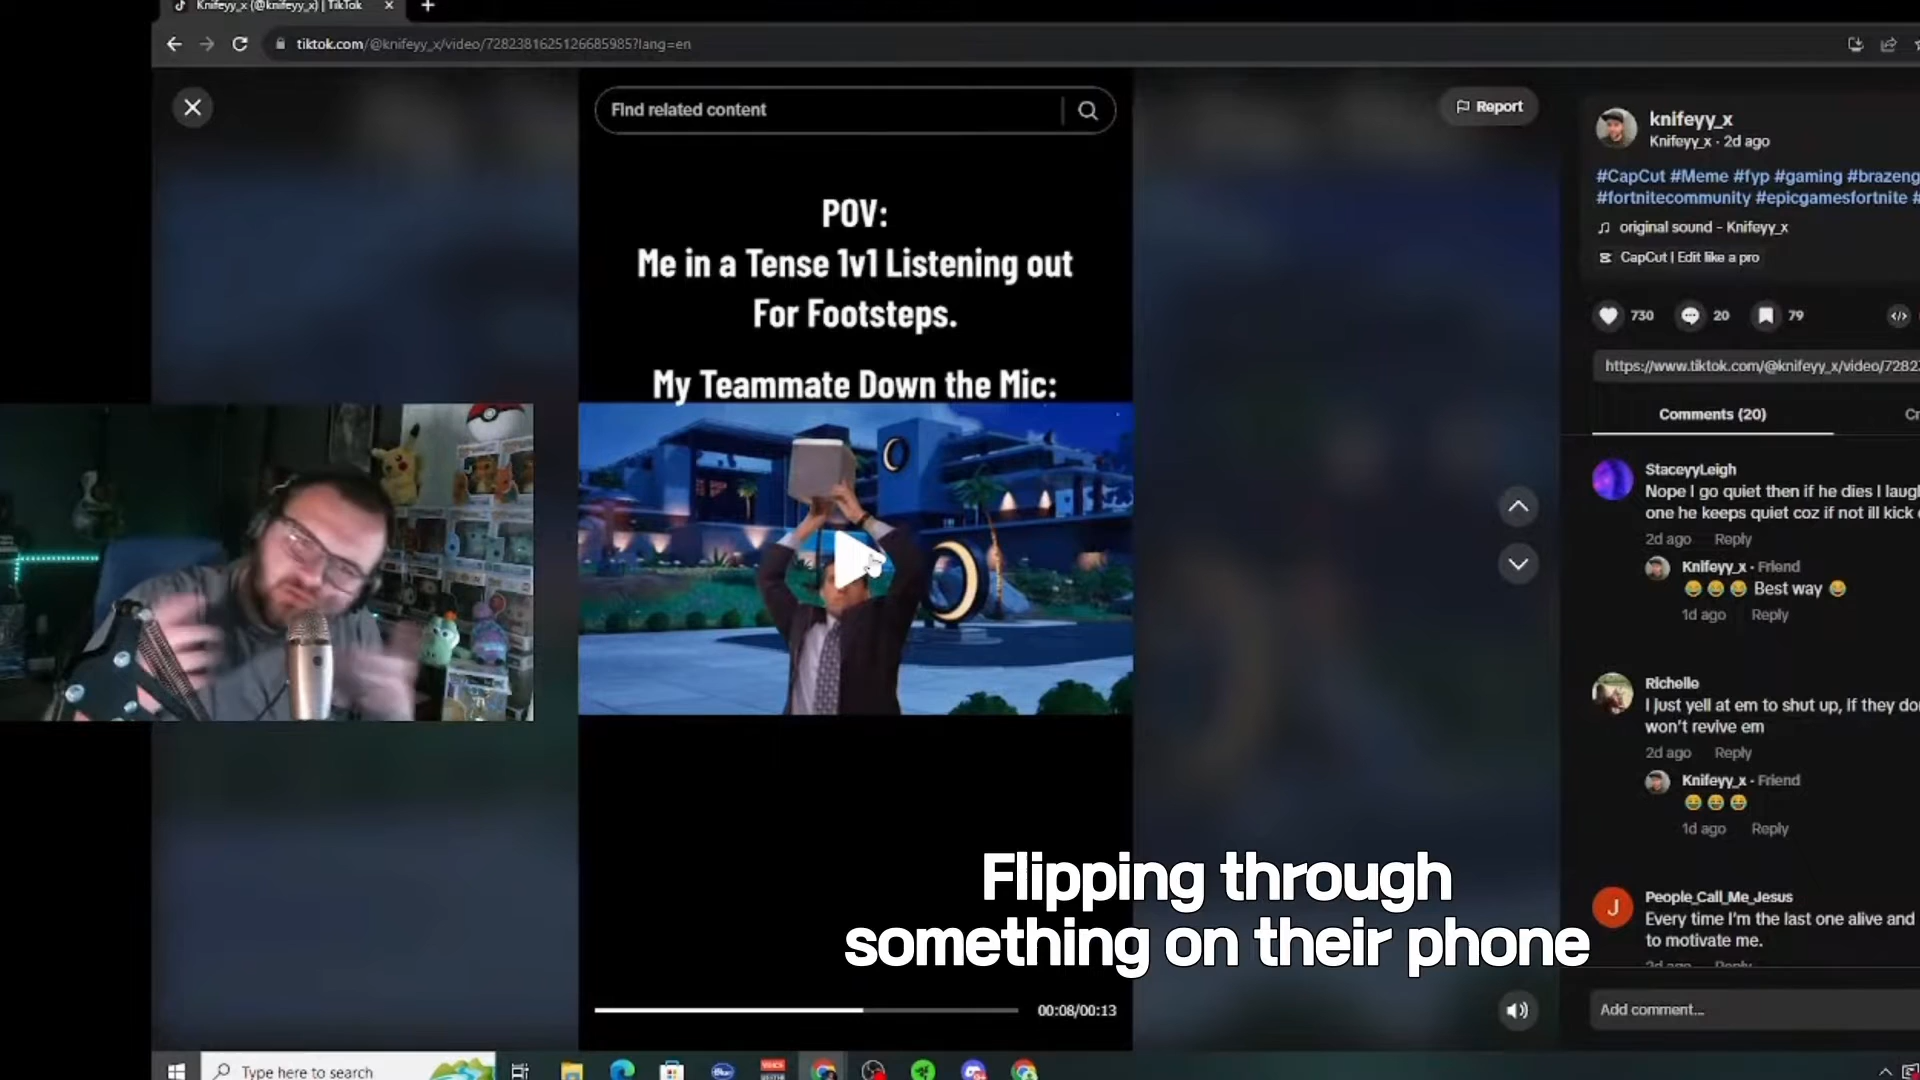 Knifeyy_x (@knifeyy_x) | TikTok
tiktok.com/@knifeyy_x/video/7282381625126685985?lang=en
Find related content
Report
POV:
Me in a Tense 1v1 Listening out
For Footsteps.
My Teammate Down the Mic:
Flipping through
something on their phone
00:08/00:13
knifeyy_x
Knifeyy_x · 2d ago
#CapCut #Meme #fyp #gaming #brazeng
#fortnitecommunity #epicgamesfortnite #
original sound - Knifeyy_x
CapCut | Edit like a pro
730
20
79
https://www.tiktok.com/@knifeyy_x/video/7282
Comments (20)
StaceyyLeigh
Nope I go quiet then if he dies I laugh
one he keeps quiet coz if not ill kick
2d ago Reply
Knifeyy_x · Friend
😂 😂 😂 Best way 😂
1d ago Reply
Richelle
I just yell at em to shut up, if they
won't revive em
2d ago Reply
Knifeyy_x · Friend
😂 😂 😂
1d ago Reply
J
People_Call_Me_Jesus
Every time I'm the last one alive and
to motivate me.
2d ago Reply
Add comment...
Type here to search